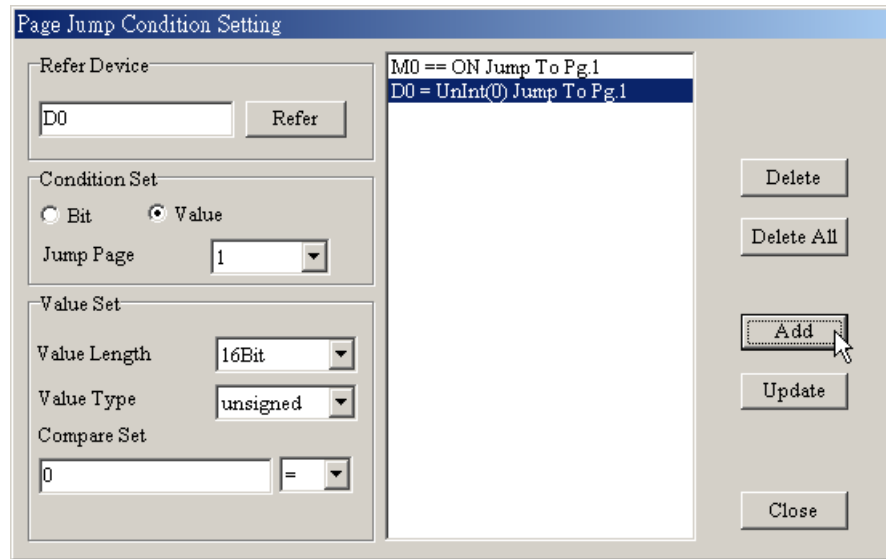 Page Jump Condition Setting
Refer Device
D0
Refer
Condition Set
Bit
Value
Jump Page
1
Value Set
Value Length
16Bit
Value Type
unsigned
Compare Set
0
=
M0 == ON Jump To Pg.1
D0 = UnInt(0) Jump To Pg.1
Delete
Delete All
Add
Update
Close